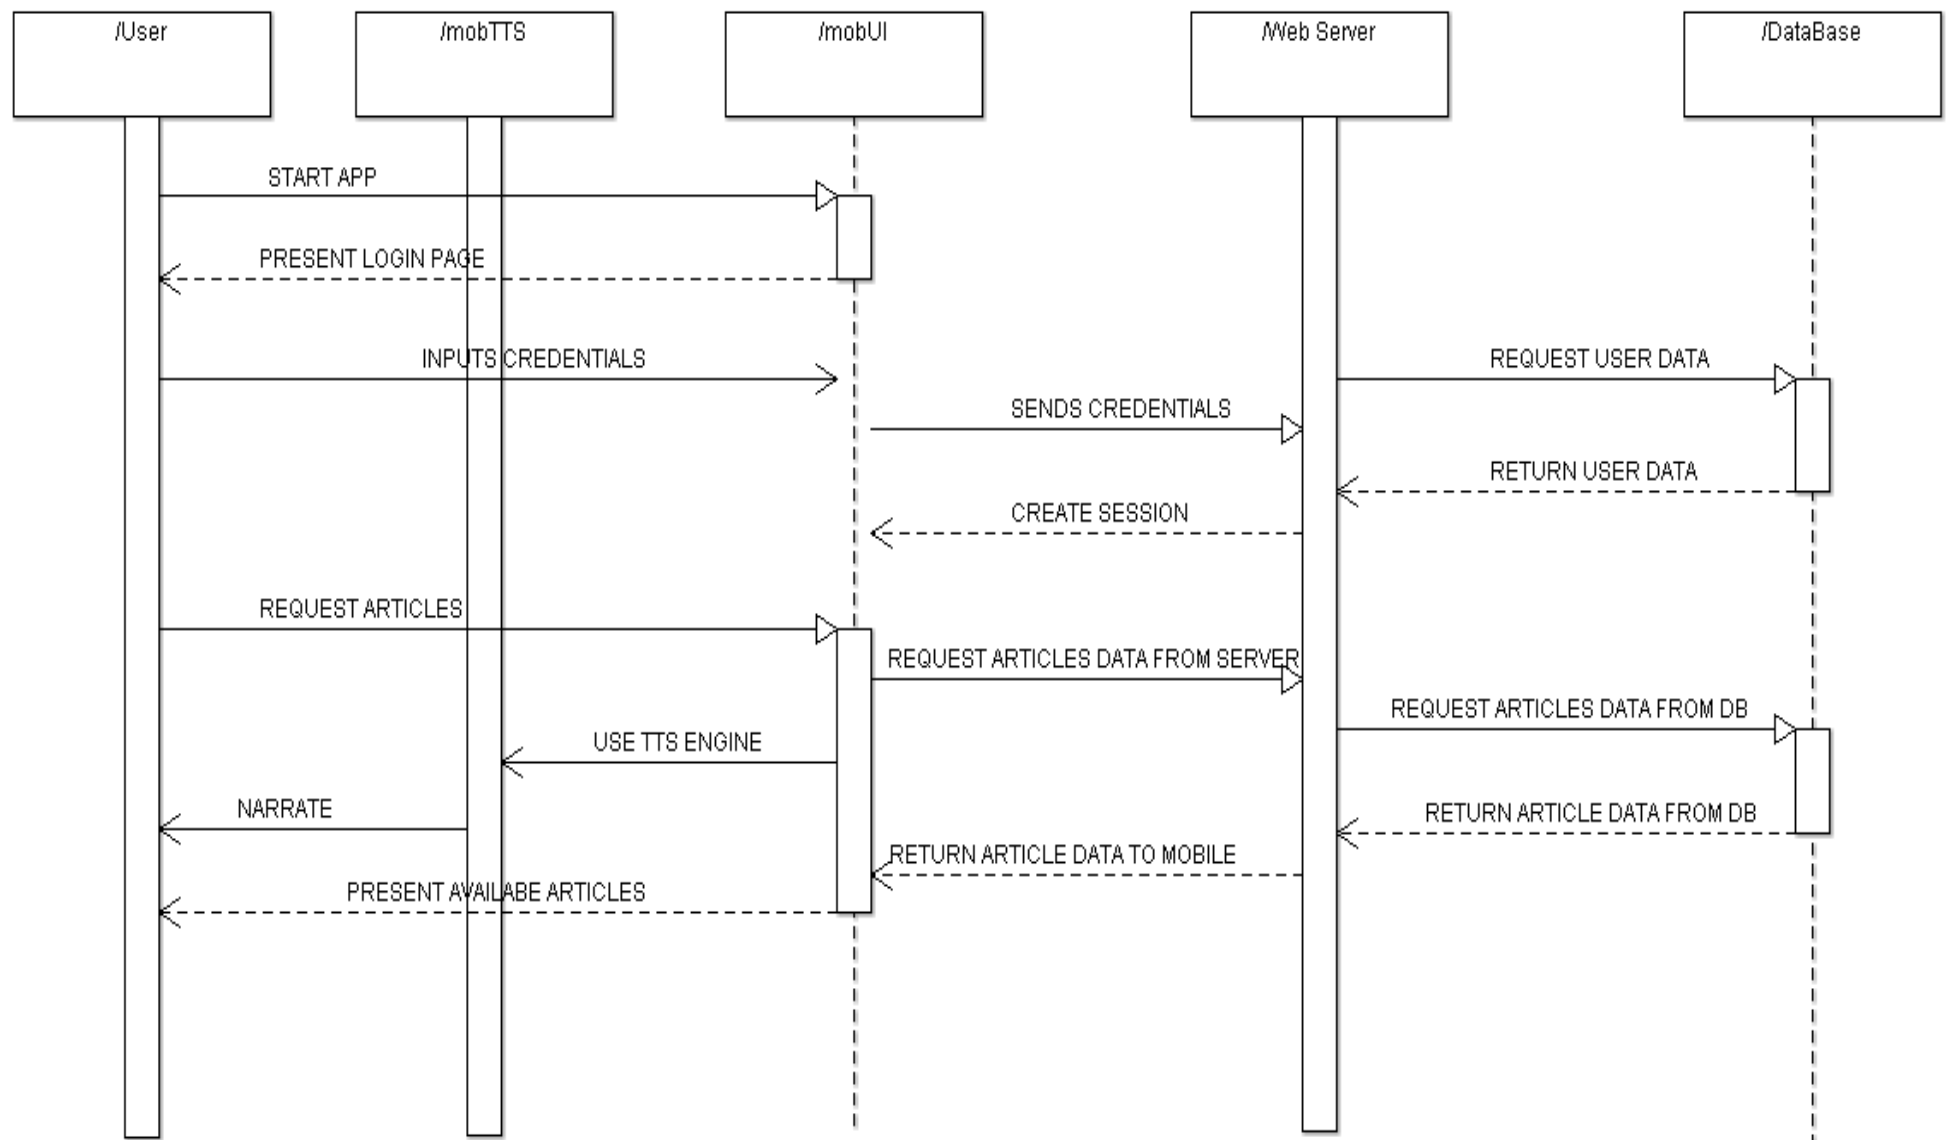 /User
/mobTTS
/mobUI
/Web Server
/DataBase
START APP
PRESENT LOGIN PAGE
INPUTS CREDENTIALS
REQUEST USER DATA
SENDS CREDENTIALS
RETURN USER DATA
CREATE SESSION
REQUEST ARTICLES
REQUEST ARTICLES DATA FROM SERVER
REQUEST ARTICLES DATA FROM DB
USE TTS ENGINE
NARRATE
RETURN ARTICLE DATA FROM DB
RETURN ARTICLE DATA TO MOBILE
PRESENT AVAILABE ARTICLES